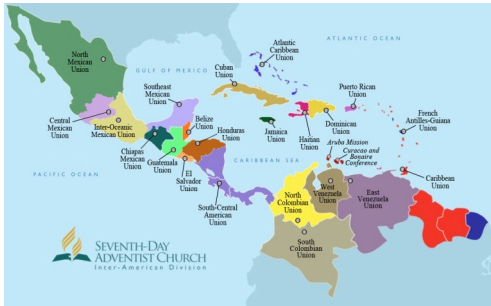 ATLANTIC OCEAN
Atlantic
Caribbean
Union
North
Mexican
Union
GULF OF MEXICO
Cuban
Union
Southeast
Mexican
Union
Puerto Rican
Union
Central
Mexican
Union
Inter-Oceanic
Mexican Union
Belize
Union
Honduras
Union
Jamaica
Union
Haitian
Union
Dominican
Union
French
Antilles-Guiana
Union
Chiapas
Mexican
Union
Guatemala
Union
El
Salvador
Union
CARIBBEAN SEA
Aruba Mission
Curacao and
Bonaire
Conference
PACIFIC OCEAN
Caribbean
Union
South-Central
American
Union
North
Colombian
Union
West
Venezuela
Union
East
Venezuela
Union
South
Colombian
Union
SEVENTH-DAY
ADVENTIST CHURCH
Inter-American Division